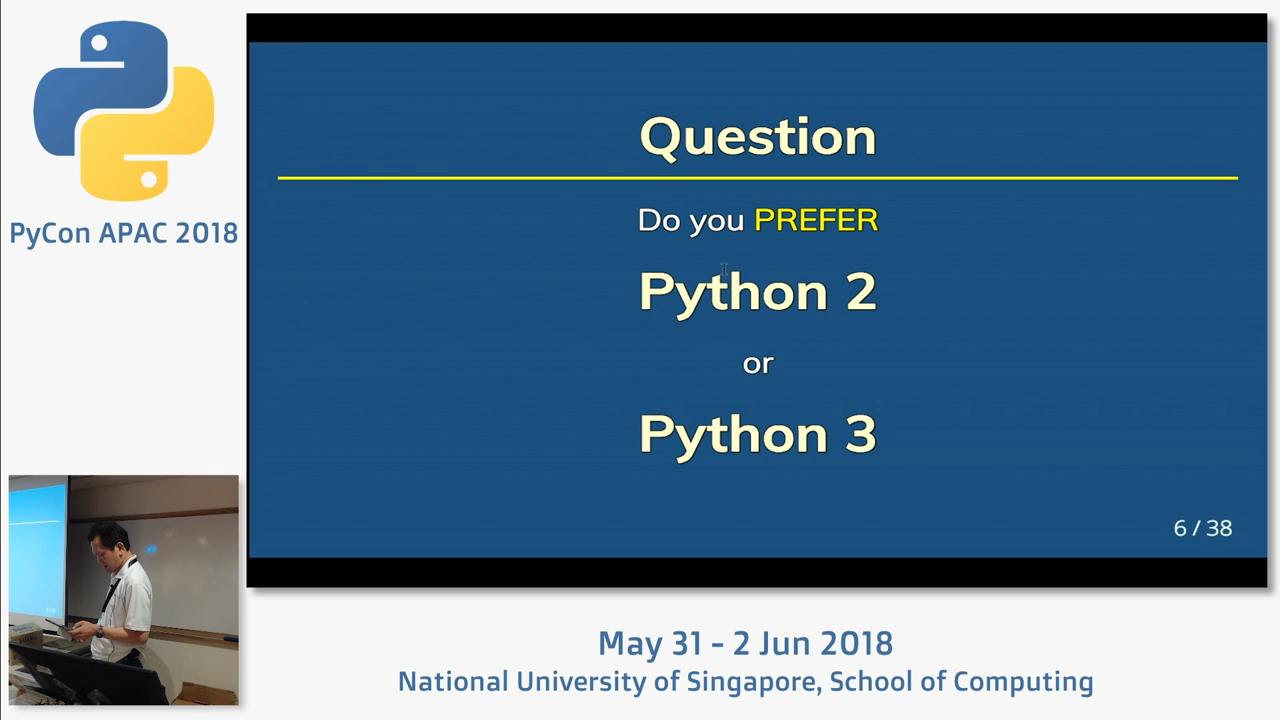 PyCon APAC 2018
Question
Do you PREFER
Python 2
or
Python 3
6 / 38
May 31 - 2 Jun 2018
National University of Singapore, School of Computing